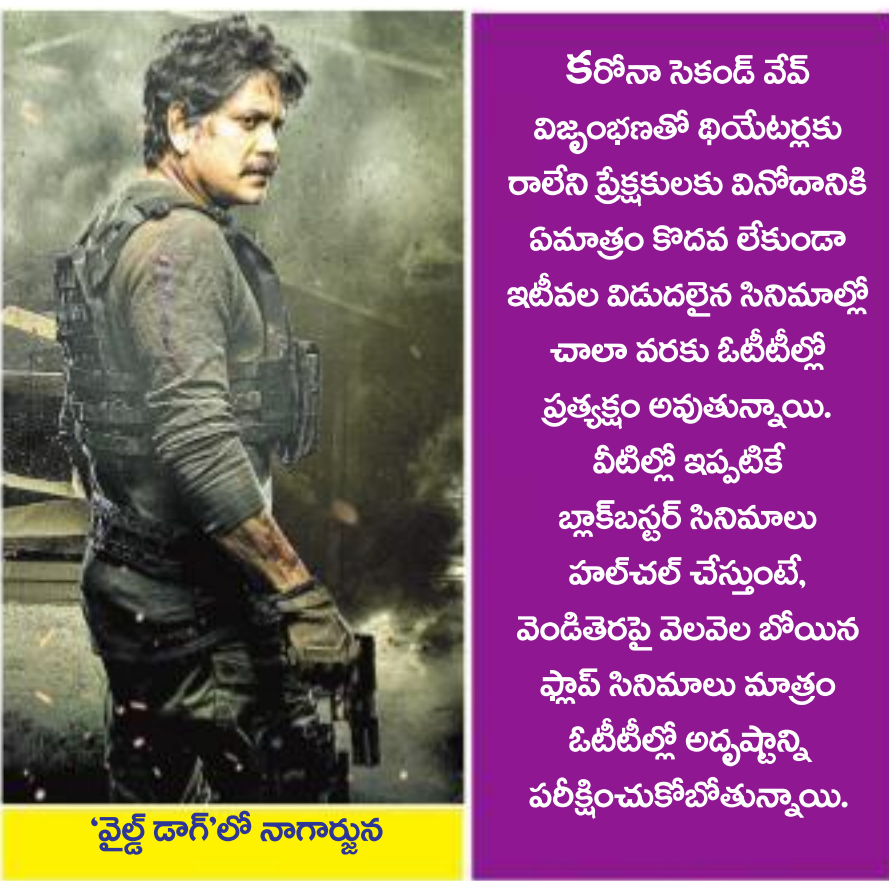 కరోనా సెకండ్ వేవ్
విజృంభణతో థియేటర్లకు
రాలేని ప్రేక్షకులకు వినోదానికి
ఏమాత్రం కొదవ లేకుండా
ఇటీవల విడుదలైన సినిమాల్లో
చాలా వరకు ఓటీటీల్లో
ప్రత్యక్షం అవుతున్నాయి.
వీటిల్లో ఇప్పటికే
బ్లాక్‌బస్టర్ సినిమాలు
హల్‌చల్ చేస్తుంటే,
వెండితెరపై వెలవెల బోయిన
ఫ్లాప్ సినిమాలు మాత్రం
ఓటీటీల్లో అదృష్టాన్ని
పరీక్షించుకోబోతున్నాయి.
‘వైల్డ్ డాగ్’లో నాగార్జున